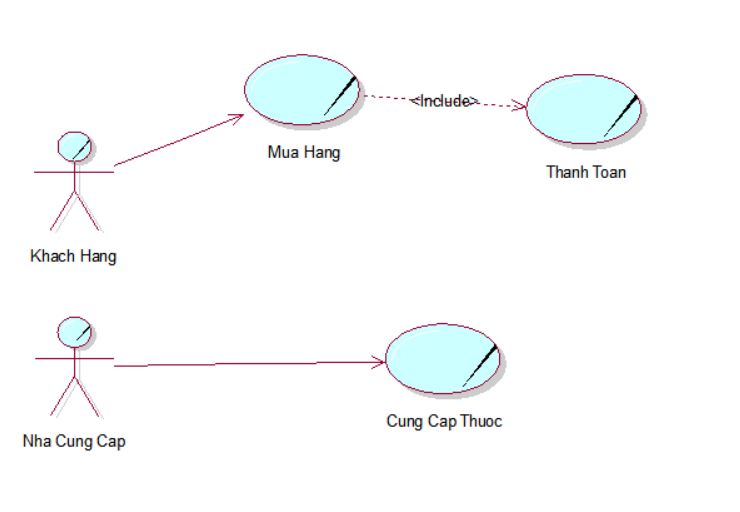 <Include>
Mua Hang
Thanh Toan
Khach Hang
Cung Cap Thuoc
Nha Cung Cap